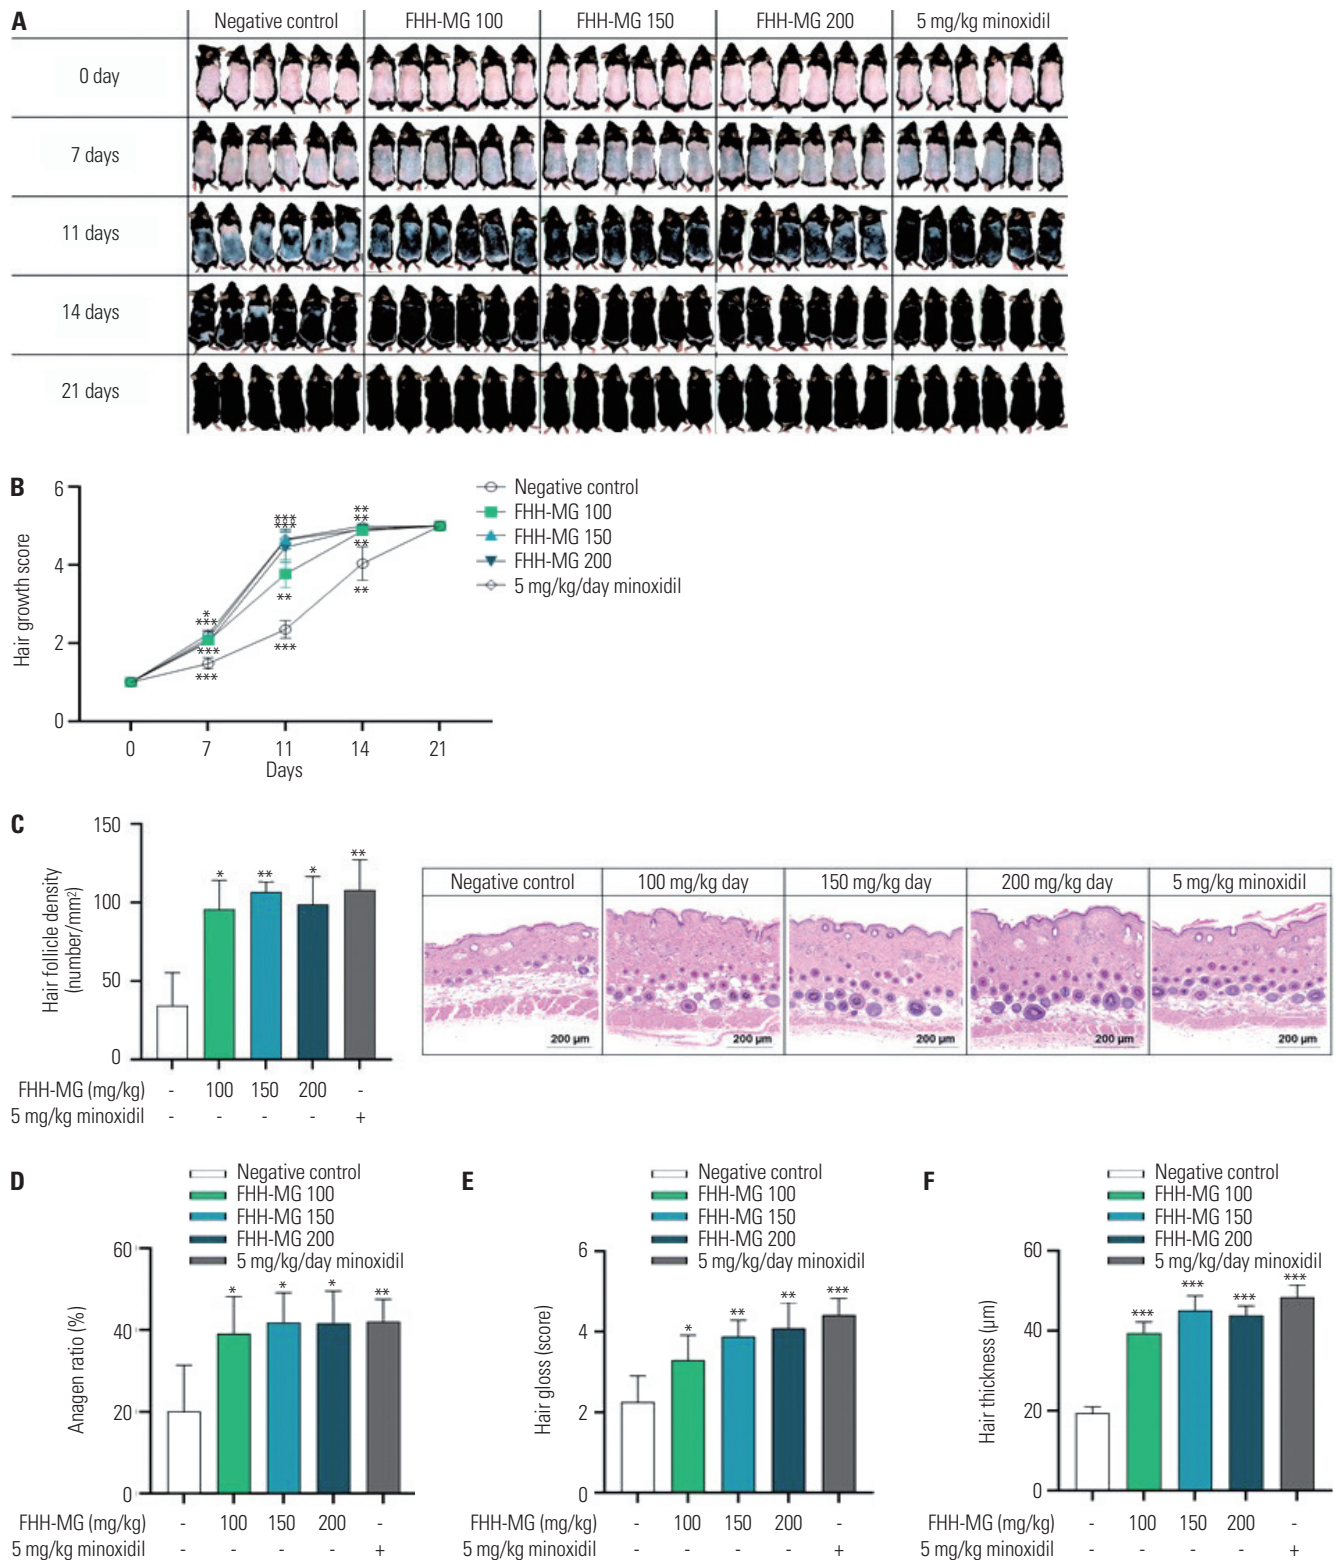 A
Negative control FHH-MG 100 FHH-MG 150 FHH-MG 200 5 mg/kg minoxidil
0 day
7 days
11 days
14 days
21 days
B
Hair growth score
6
4
2
0
*
***
***
***
***
***
**
***
**
**
**
**
0 7 11 14 21
Days
Negative control
FHH-MG 100
FHH-MG 150
FHH-MG 200
5 mg/kg/day minoxidil
C
Hair follicle density
(number/mm²)
150
100
50
0
* ** * **
FHH-MG (mg/kg) - 100 150 200 -
5 mg/kg minoxidil - - - - +
Negative control 100 mg/kg day 150 mg/kg day 200 mg/kg day 5 mg/kg minoxidil
200 µm 200 µm 200 µm 200 µm 200 µm
D
Negative control
FHH-MG 100
FHH-MG 150
FHH-MG 200
5 mg/kg/day minoxidil
Anagen ratio (%)
60
40
20
0
* * * **
FHH-MG (mg/kg) - 100 150 200 -
5 mg/kg minoxidil - - - - +
E
Negative control
FHH-MG 100
FHH-MG 150
FHH-MG 200
5 mg/kg/day minoxidil
Hair gloss (score)
6
4
2
0
* ** ** ***
FHH-MG (mg/kg) - 100 150 200 -
5 mg/kg minoxidil - - - - +
F
Negative control
FHH-MG 100
FHH-MG 150
FHH-MG 200
5 mg/kg/day minoxidil
Hair thickness (µm)
60
40
20
0
*** *** *** ***
FHH-MG (mg/kg) - 100 150 200 -
5 mg/kg minoxidil - - - - +